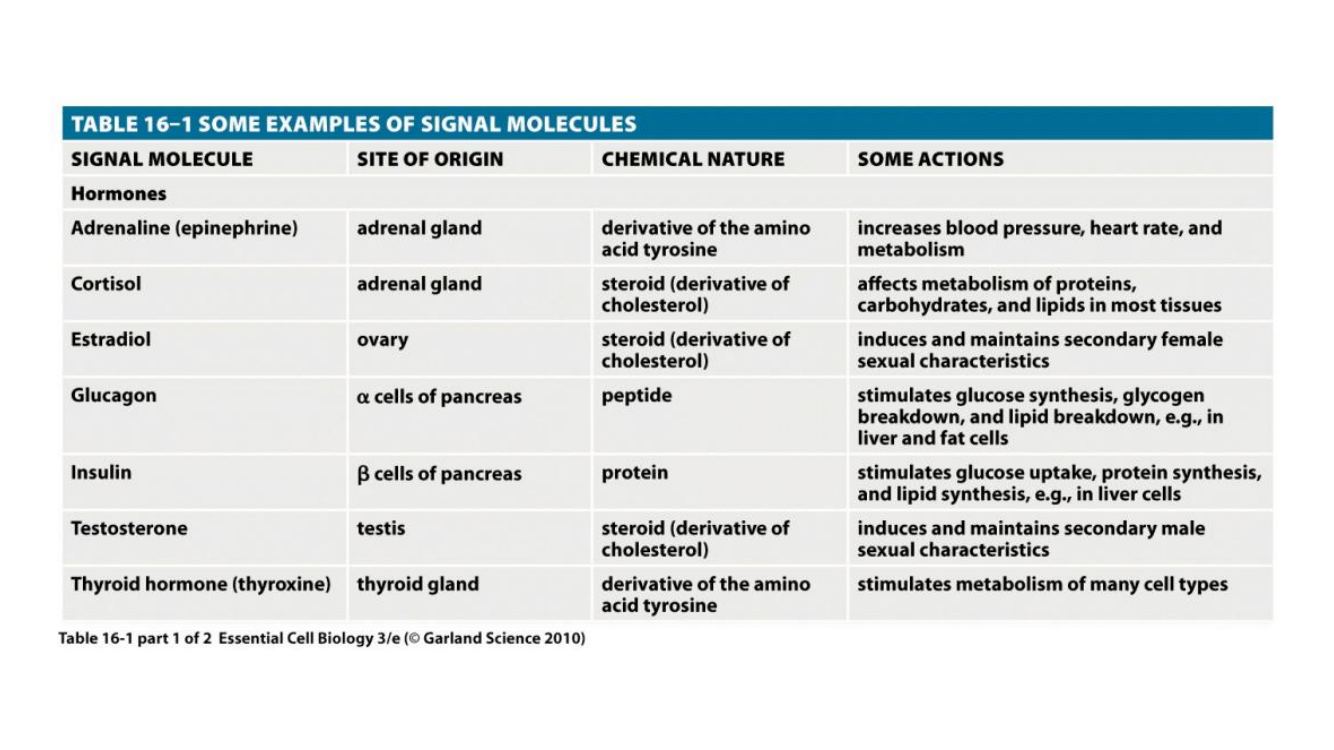 TABLE 16–1 SOME EXAMPLES OF SIGNAL MOLECULES
SIGNAL MOLECULE SITE OF ORIGIN CHEMICAL NATURE SOME ACTIONS
Hormones
Adrenaline (epinephrine) adrenal gland derivative of the amino increases blood pressure, heart rate, and
acid tyrosine metabolism
Cortisol adrenal gland steroid (derivative of affects metabolism of proteins,
cholesterol) carbohydrates, and lipids in most tissues
Estradiol ovary steroid (derivative of induces and maintains secondary female
cholesterol) sexual characteristics
Glucagon α cells of pancreas peptide stimulates glucose synthesis, glycogen
breakdown, and lipid breakdown, e.g., in
liver and fat cells
Insulin β cells of pancreas protein stimulates glucose uptake, protein synthesis,
and lipid synthesis, e.g., in liver cells
Testosterone testis steroid (derivative of induces and maintains secondary male
cholesterol) sexual characteristics
Thyroid hormone (thyroxine) thyroid gland derivative of the amino stimulates metabolism of many cell types
acid tyrosine
Table 16-1 part 1 of 2 Essential Cell Biology 3/e (© Garland Science 2010)